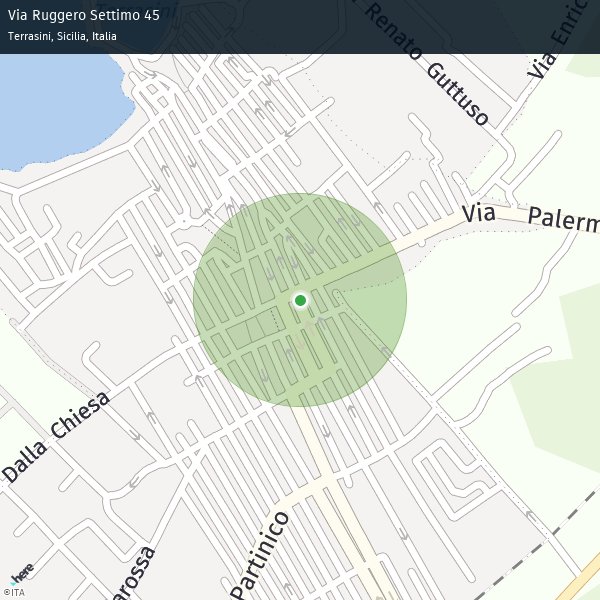 Via Ruggero Settimo 45
Terrasini, Sicilia, Italia
Terrasini
Renato Guttuso
Via Enric
Via Palerm
Dalla Chiesa
Partinico
arossa
here
©ITA